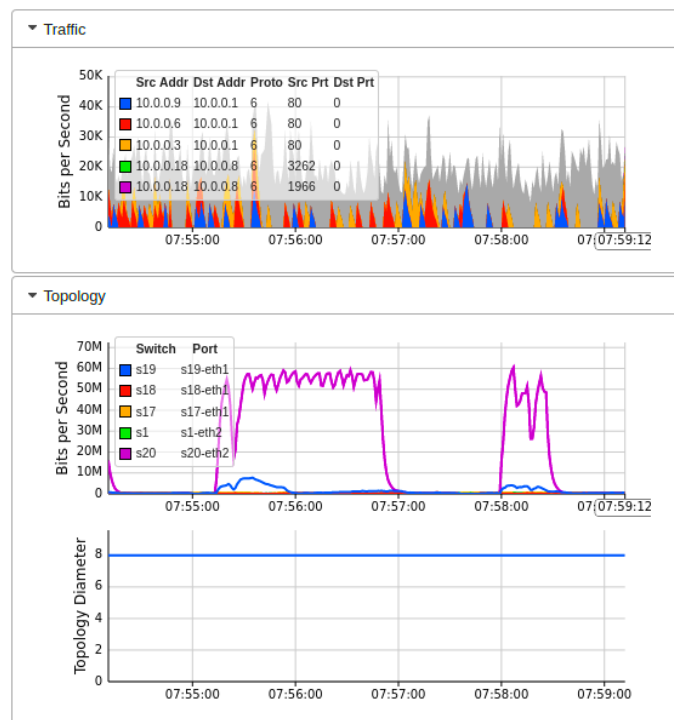 Traffic
50K
40K
30K
20K
10K
0
Bits per Second
Src Addr Dst Addr Proto Src Prt Dst Prt
10.0.0.9 10.0.0.1 6 80 0
10.0.0.6 10.0.0.1 6 80 0
10.0.0.3 10.0.0.1 6 80 0
10.0.0.18 10.0.0.8 6 3262 0
10.0.0.18 10.0.0.8 6 1966 0
07:55:00 07:56:00 07:57:00 07:58:00 07:59:12
Topology
70M
60M
50M
40M
30M
20M
10M
0
Bits per Second
Switch Port
s19 s19-eth1
s18 s18-eth1
s17 s17-eth1
s1 s1-eth2
s20 s20-eth2
07:55:00 07:56:00 07:57:00 07:58:00 07:59:12
8
6
4
2
0
Topology Diameter
07:55:00 07:56:00 07:57:00 07:58:00 07:59:00